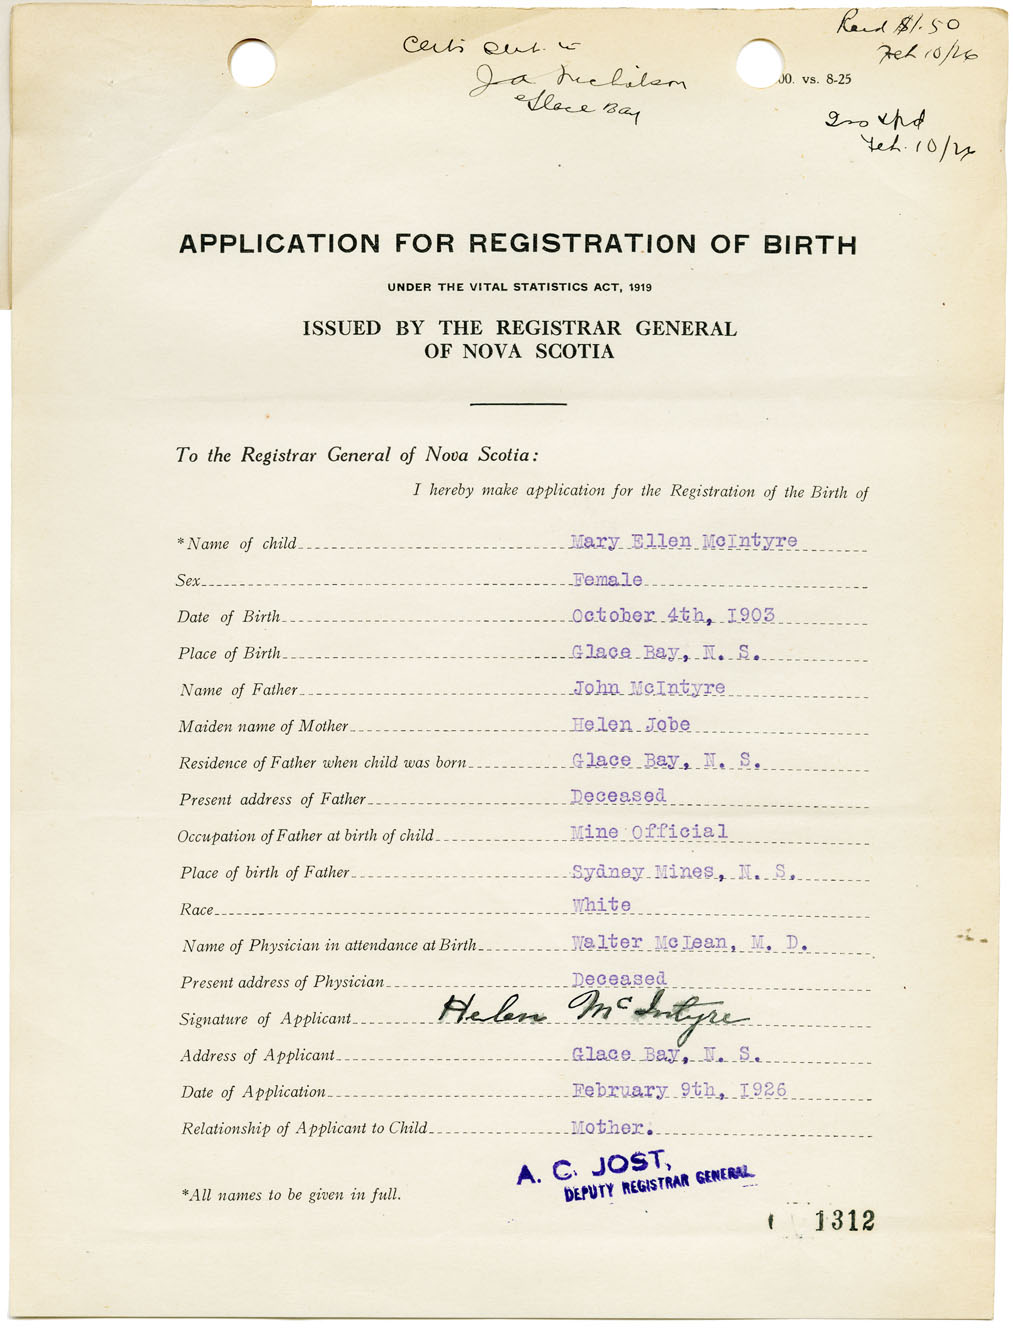 Certi sent to
J A Nicholson
Glace Bay
Recd $1.50
Feb 10/26
00. vs. 8-25
Feb. 10/26
APPLICATION FOR REGISTRATION OF BIRTH
UNDER THE VITAL STATISTICS ACT, 1919
ISSUED BY THE REGISTRAR GENERAL
OF NOVA SCOTIA
To the Registrar General of Nova Scotia:
I hereby make application for the Registration of the Birth of
*Name of child Mary Ellen McIntyre
Sex Female
Date of Birth October 4th, 1903
Place of Birth Glace Bay, N. S.
Name of Father John McIntyre
Maiden name of Mother Helen Jobe
Residence of Father when child was born Glace Bay, N. S.
Present address of Father Deceased
Occupation of Father at birth of child Mine Official
Place of birth of Father Sydney Mines, N. S.
Race White
Name of Physician in attendance at Birth Walter McLean, M. D.
Present address of Physician Deceased
Signature of Applicant Helen McIntyre
Address of Applicant Glace Bay, N. S.
Date of Application February 9th, 1926
Relationship of Applicant to Child Mother.
A. C. JOST,
DEPUTY REGISTRAR GENERAL
*All names to be given in full.
1312